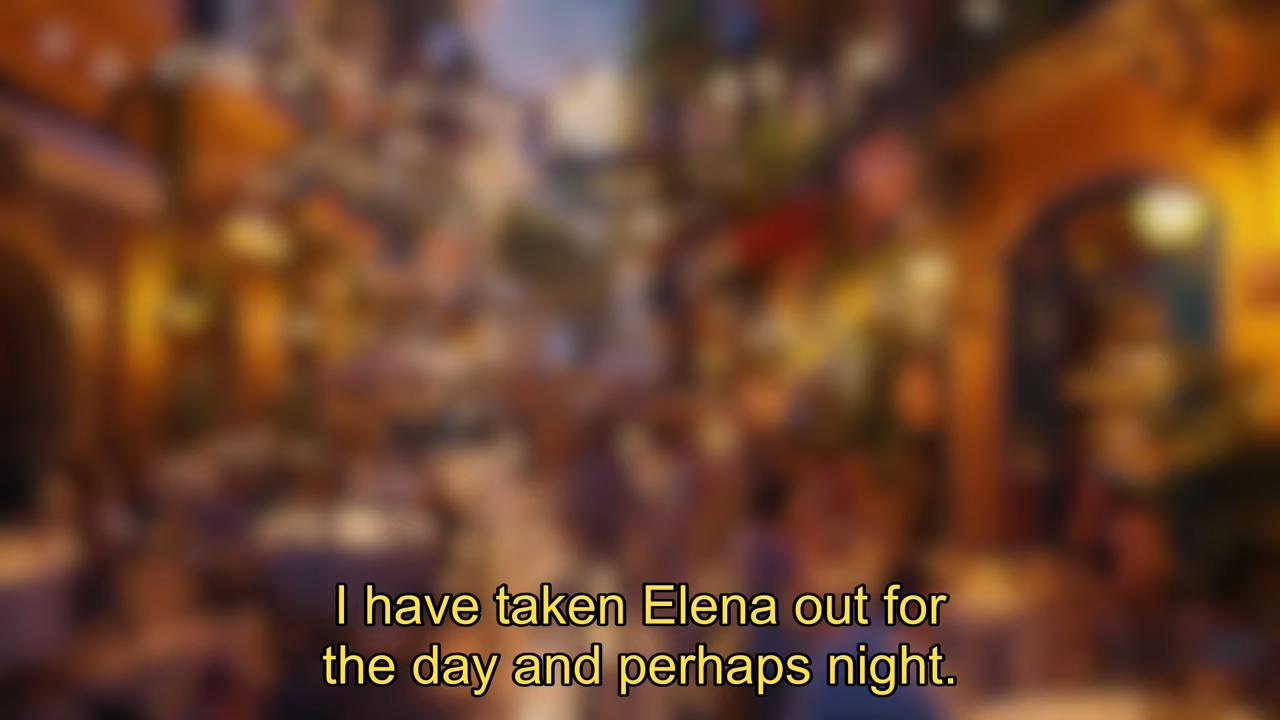 I have taken Elena out for
the day and perhaps night.